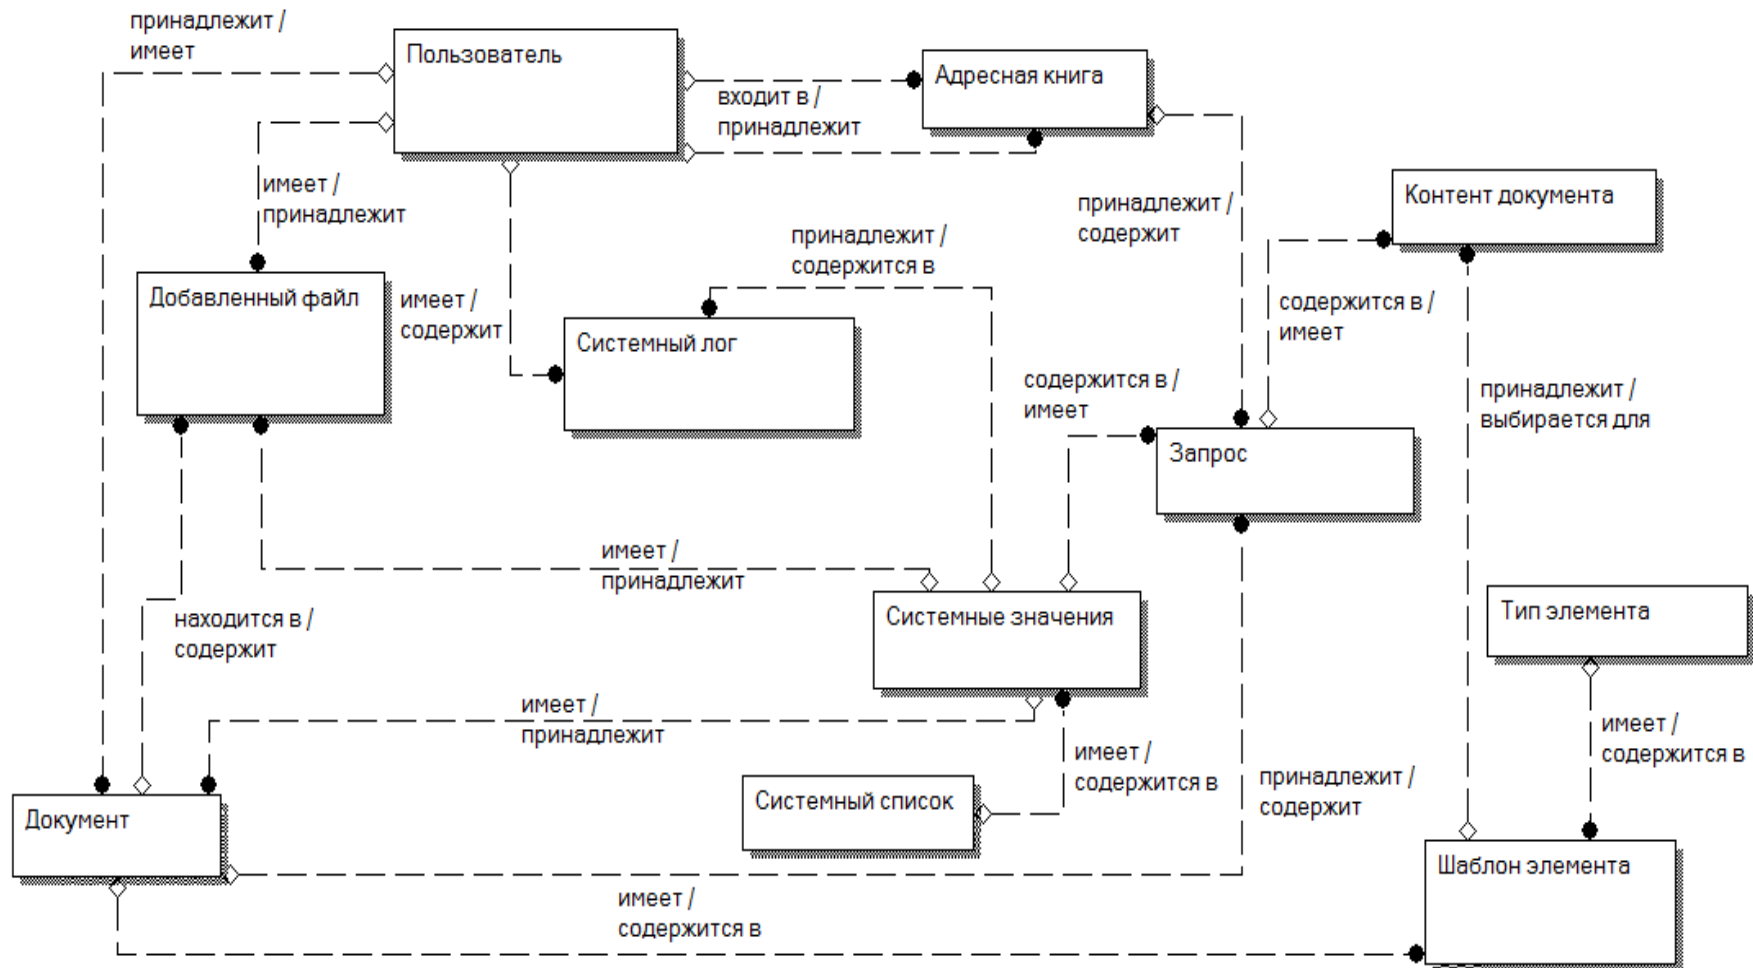 принадлежит /
имеет
Пользователь
Адресная книга
входит в /
принадлежит
имеет /
принадлежит
Контент документа
принадлежит /
содержит
принадлежит /
содержится в
Добавленный файл
имеет /
содержит
Системный лог
содержится в /
имеет
содержится в /
имеет
принадлежит /
выбирается для
Запрос
имеет /
принадлежит
находится в /
содержит
Системные значения
Тип элемента
имеет /
принадлежит
имеет /
содержится в
имеет /
содержится в
Системный список
принадлежит /
содержит
Документ
Шаблон элемента
имеет /
содержится в